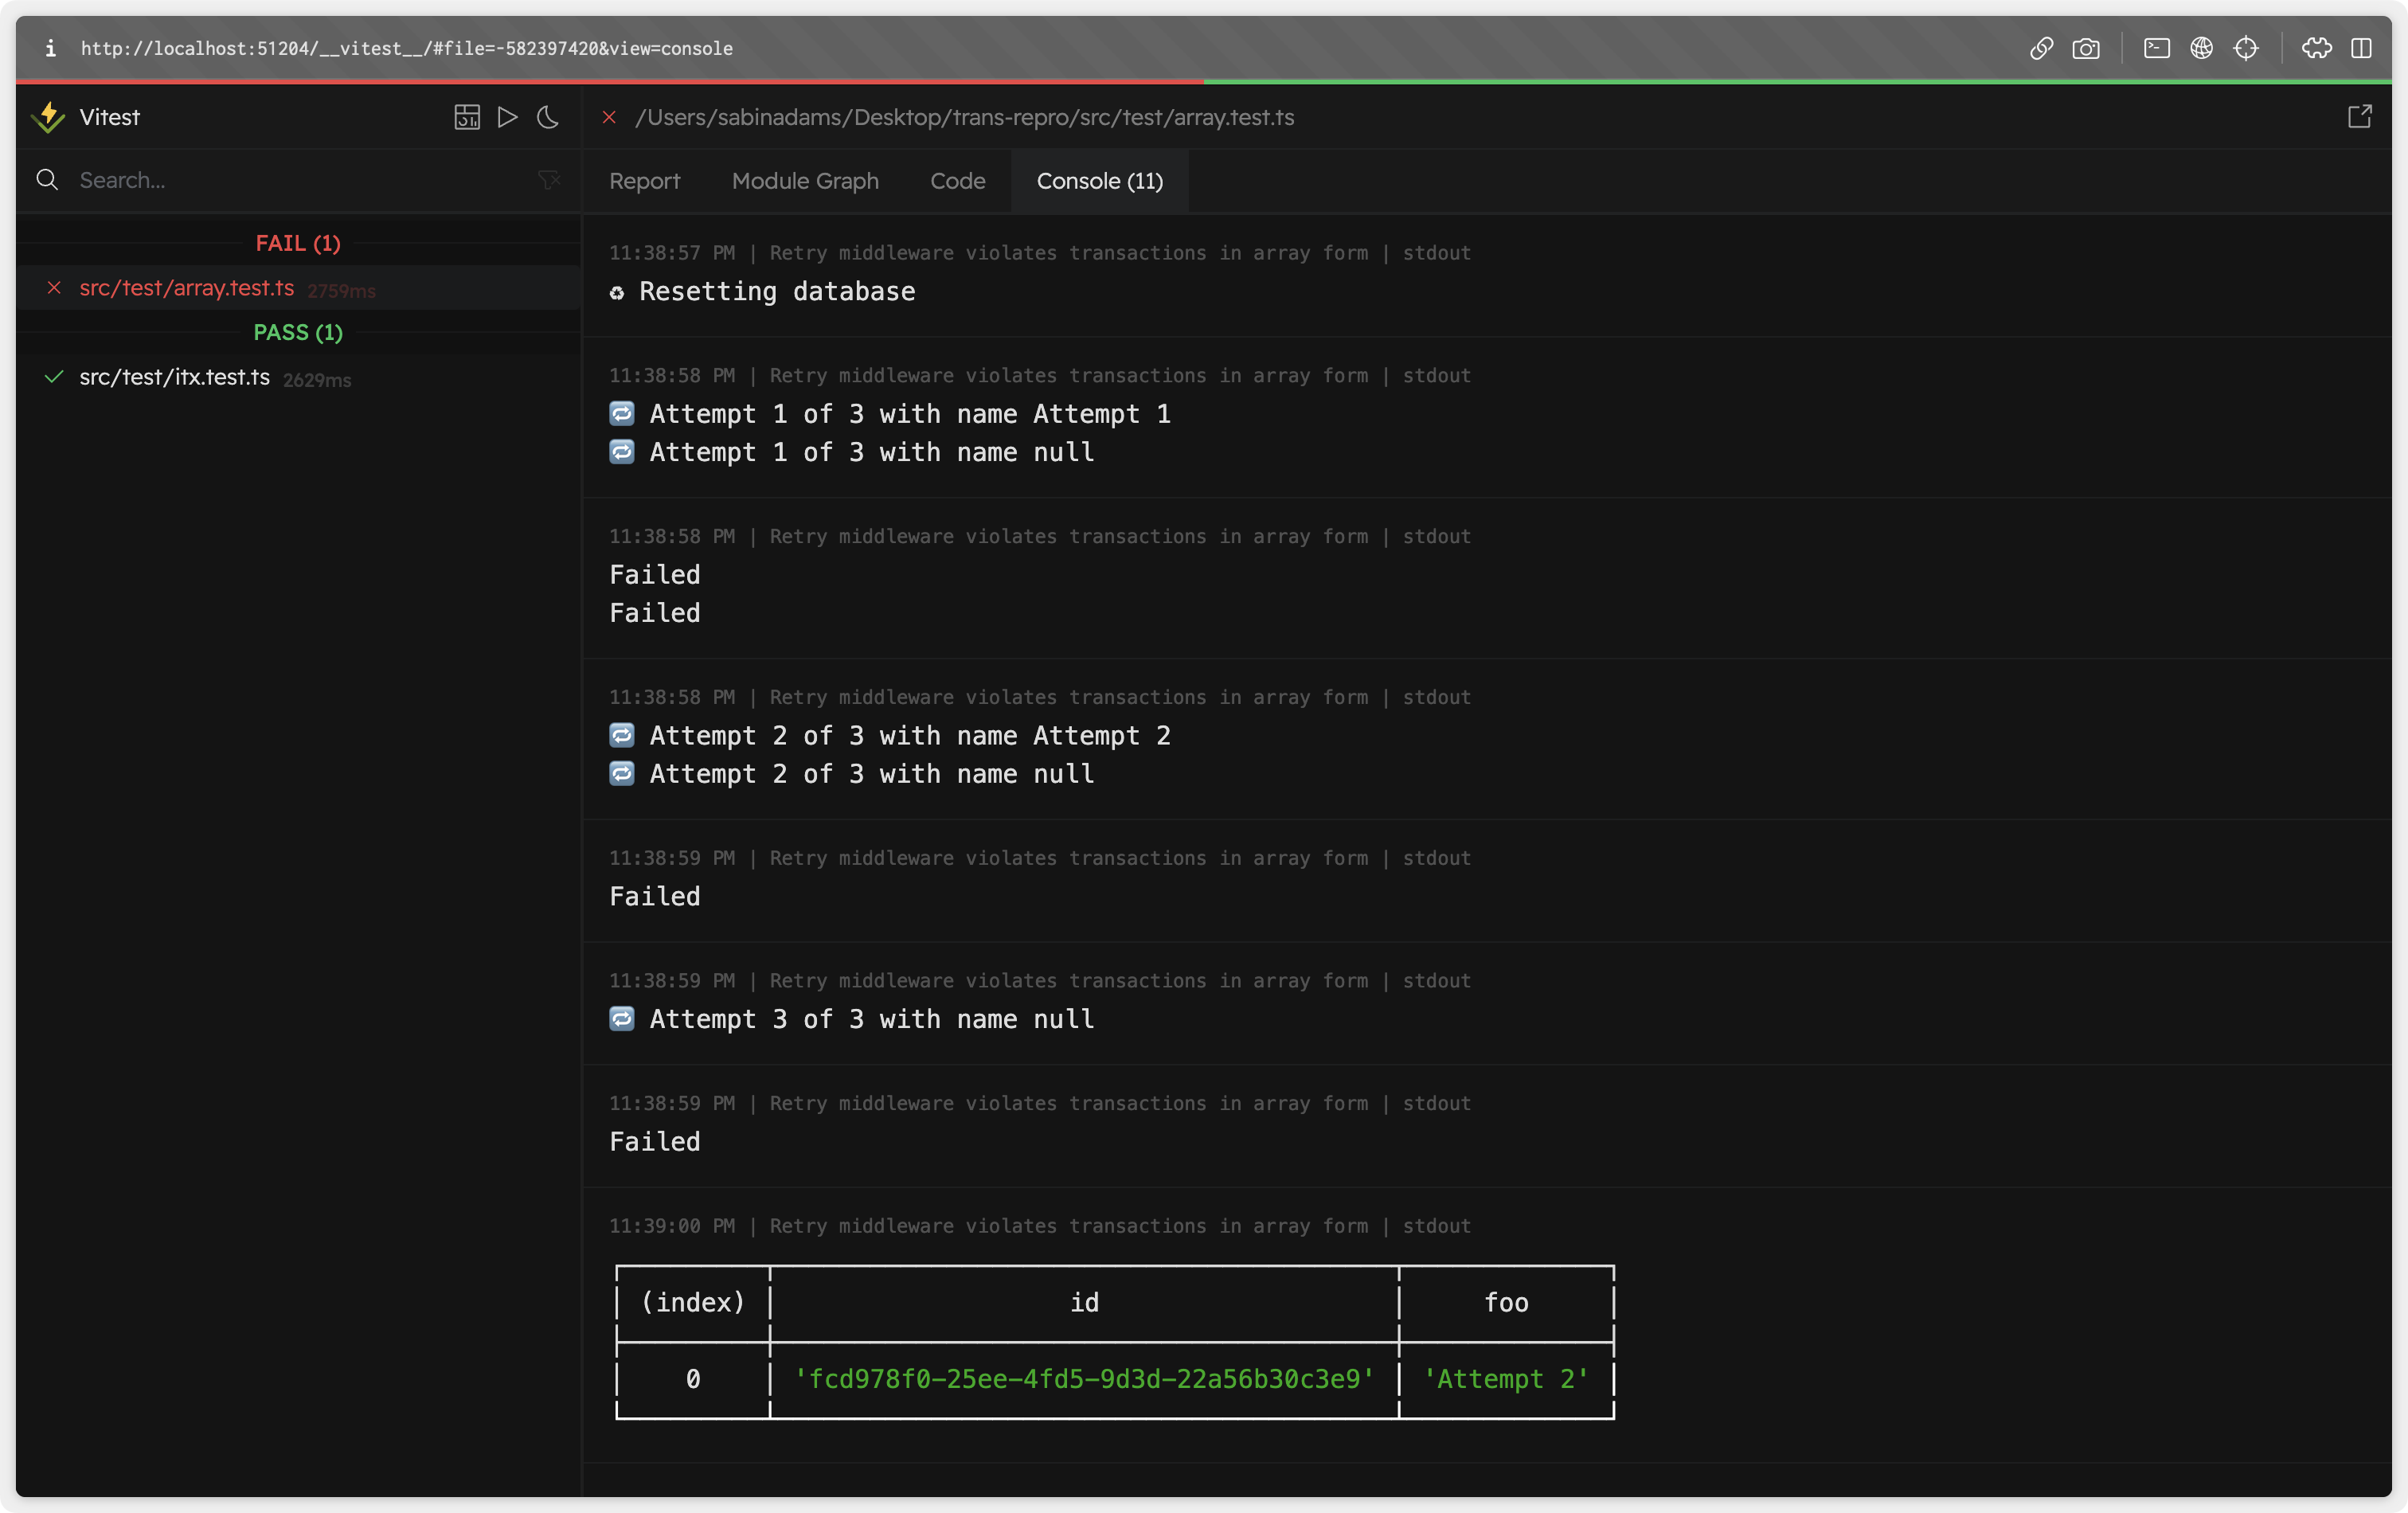 http://localhost:51204/__vitest__/#file=-582397420&view=console
Vitest
Search...
FAIL (1)
src/test/array.test.ts 2759ms
PASS (1)
src/test/itx.test.ts 2629ms
/Users/sabinadams/Desktop/trans-repro/src/test/array.test.ts
Report Module Graph Code Console (11)
11:38:57 PM | Retry middleware violates transactions in array form | stdout
♻ Resetting database
11:38:58 PM | Retry middleware violates transactions in array form | stdout
🔁 Attempt 1 of 3 with name Attempt 1
🔁 Attempt 1 of 3 with name null
11:38:58 PM | Retry middleware violates transactions in array form | stdout
Failed
Failed
11:38:58 PM | Retry middleware violates transactions in array form | stdout
🔁 Attempt 2 of 3 with name Attempt 2
🔁 Attempt 2 of 3 with name null
11:38:59 PM | Retry middleware violates transactions in array form | stdout
Failed
11:38:59 PM | Retry middleware violates transactions in array form | stdout
🔁 Attempt 3 of 3 with name null
11:38:59 PM | Retry middleware violates transactions in array form | stdout
Failed
11:39:00 PM | Retry middleware violates transactions in array form | stdout
(index) id foo
0 'fcd978f0-25ee-4fd5-9d3d-22a56b30c3e9' 'Attempt 2'